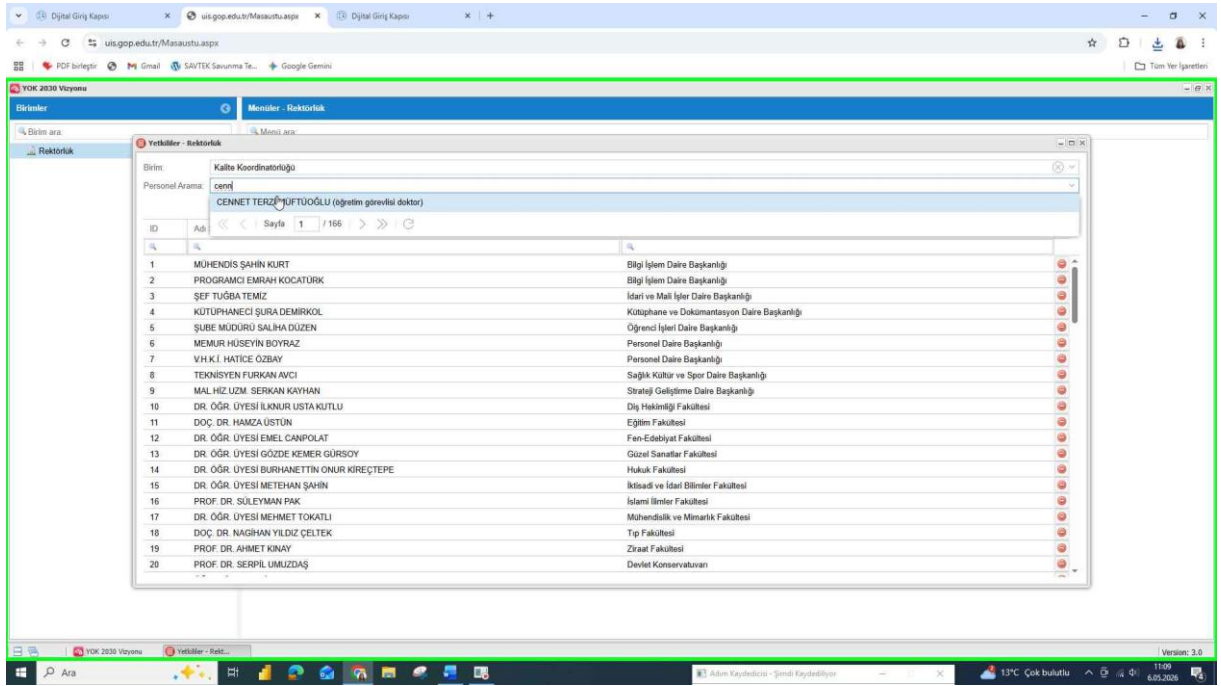 Dijital Giriş Kapısı
uis.gop.edu.tr/Masaustu.aspx
Dijital Giriş Kapısı
uis.gop.edu.tr/Masaustu.aspx
PDF birleştir
Gmail
SAVTEK Savunma Te...
Google Gemini
Tüm Yer İşaretleri
YOK 2030 Vizyonu
Birimler
Menüler - Rektörlük
Birim ara:
Menü ara:
Rektörlük
Yetkililer - Rektörlük
Birim: Kalite Koordinatörlüğü
Personel Arama: cenn
CENNET TERZİ MÜFTÜOĞLU (öğretim görevlisi doktor)
Sayfa 1 / 166
ID Adı
1 MÜHENDİS ŞAHİN KURT Bilgi İşlem Daire Başkanlığı
2 PROGRAMCI EMRAH KOCATÜRK Bilgi İşlem Daire Başkanlığı
3 ŞEF TUĞBA TEMİZ İdari ve Mali İşler Daire Başkanlığı
4 KÜTÜPHANECİ ŞURA DEMİRKOL Kütüphane ve Dokümantasyon Daire Başkanlığı
5 ŞUBE MÜDÜRÜ SALİHA DÜZEN Öğrenci İşleri Daire Başkanlığı
6 MEMUR HÜSEYİN BOYRAZ Personel Daire Başkanlığı
7 V.H.K.İ. HATİCE ÖZBAY Personel Daire Başkanlığı
8 TEKNİSYEN FURKAN AVCI Sağlık Kültür ve Spor Daire Başkanlığı
9 MAL.HİZ.UZM. SERKAN KAYHAN Strateji Geliştirme Daire Başkanlığı
10 DR. ÖĞR. ÜYESİ İLKNUR USTA KUTLU Diş Hekimliği Fakültesi
11 DOÇ. DR. HAMZA ÜSTÜN Eğitim Fakültesi
12 DR. ÖĞR. ÜYESİ EMEL CANPOLAT Fen-Edebiyat Fakültesi
13 DR. ÖĞR. ÜYESİ GÖZDE KEMER GÜRSOY Güzel Sanatlar Fakültesi
14 DR. ÖĞR. ÜYESİ BURHANETTİN ONUR KİREÇTEPE Hukuk Fakültesi
15 DR. ÖĞR. ÜYESİ METEHAN ŞAHİN İktisadi ve İdari Bilimler Fakültesi
16 PROF. DR. SÜLEYMAN PAK İslami İlimler Fakültesi
17 DR. ÖĞR. ÜYESİ MEHMET TOKATLI Mühendislik ve Mimarlık Fakültesi
18 DOÇ. DR. NAGİHAN YILDIZ ÇELTEK Tıp Fakültesi
19 PROF. DR. AHMET KINAY Ziraat Fakültesi
20 PROF. DR. SERPİL UMUZDAŞ Devlet Konservatuvarı
YOK 2030 Vizyonu
Yetkililer - Rekt...
Version: 3.0
Ara
Adım Kaydedicisi - Şimdi Kaydediliyor
13°C Çok bulutlu
11:09
6.05.2026